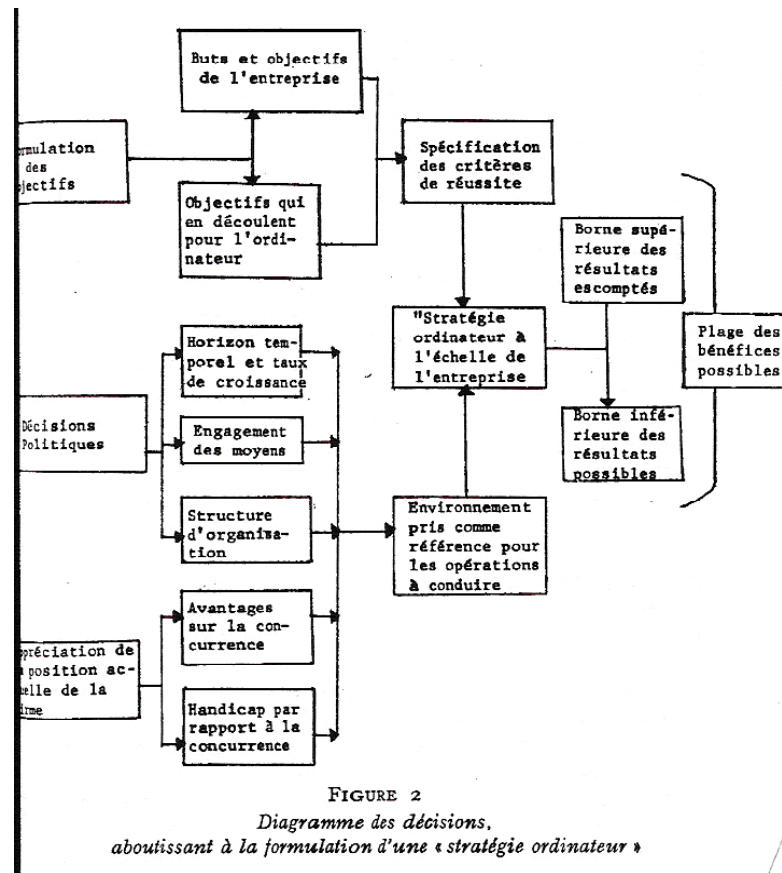 Buts et objectifs
de l'entreprise
rmulation
des
jectifs
Objectifs qui
en découlent
pour l'ordi-
nateur
Spécification
des critères
de réussite
Borne supé-
rieure des
résultats
escomptés
Horizon tem-
porel et taux
de croissance
"Stratégie
ordinateur à
l'échelle de
l'entreprise
Plage des
bénéfices
possibles
Décisions
olitiques
Engagement
des moyens
Borne infé-
rieure des
résultats
possibles
Structure
d'organisa-
tion
Environnement
pris comme
référence pour
les opérations
à conduire
Avantages
sur la con-
currence
préciation de
position ac-
elle de la
rme
Handicap par
rapport à la
concurrence
FIGURE 2
Diagramme des décisions,
aboutissant à la formulation d'une « stratégie ordinateur »